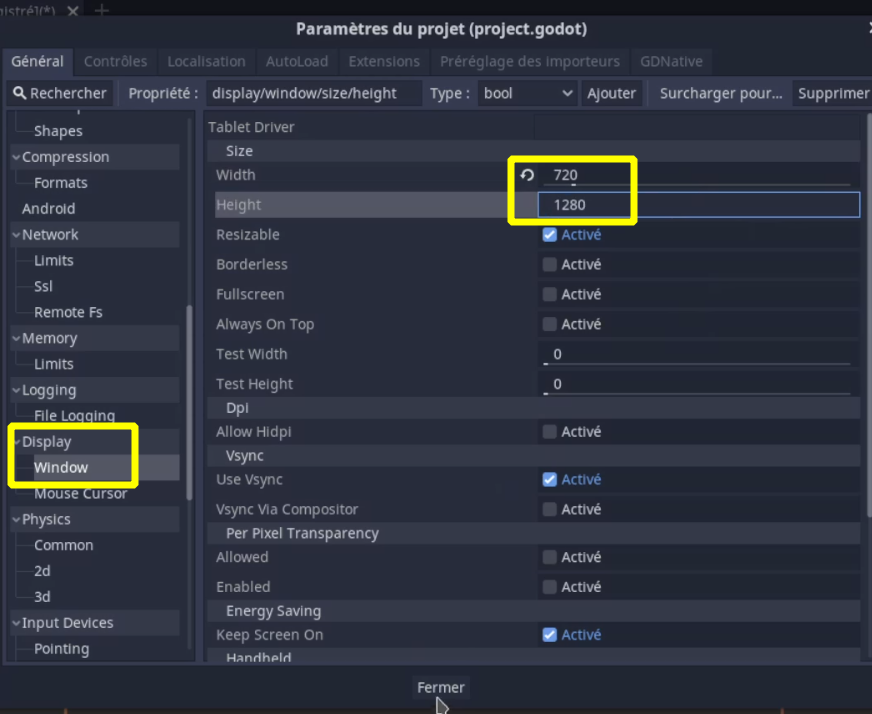 istré](*)
Paramètres du projet (project.godot)
Général Contrôles Localisation AutoLoad Extensions Préréglage des importeurs GDNative
Rechercher Propriété : display/window/size/height Type : bool Ajouter Surcharger pour... Supprimer
Shapes
Compression
Formats
Android
Network
Limits
Ssl
Remote Fs
Memory
Limits
Logging
File Logging
Display
Window
Mouse Cursor
Physics
Common
2d
3d
Input Devices
Pointing
Tablet Driver
Size
Width 720
Height 1280
Resizable Activé
Borderless Activé
Fullscreen Activé
Always On Top Activé
Test Width 0
Test Height 0
Dpi
Allow Hidpi Activé
Vsync
Use Vsync Activé
Vsync Via Compositor Activé
Per Pixel Transparency
Allowed Activé
Enabled Activé
Energy Saving
Keep Screen On Activé
Handheld
Fermer